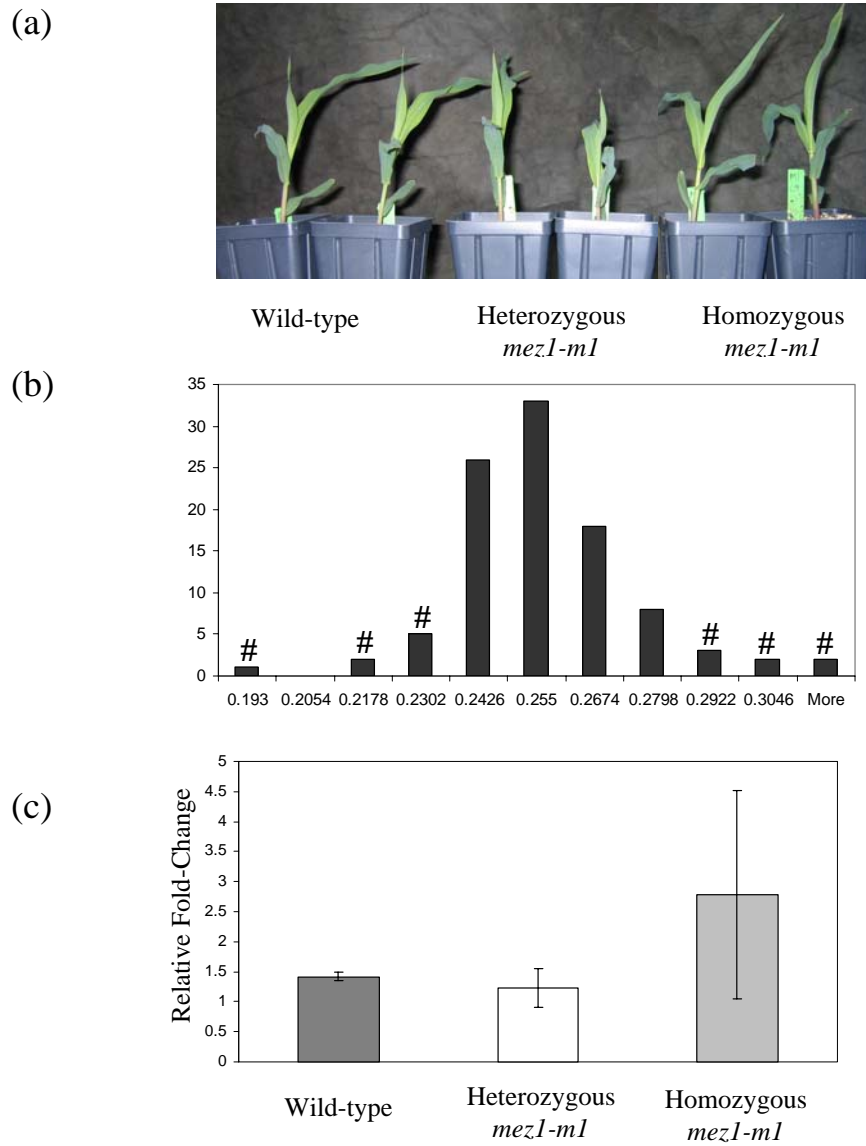 (a)
Wild-type Heterozygous mez1-m1 Homozygous mez1-m1
(b)
35
30
25
20
15
10
5
0
# # # # # #
0.193 0.2054 0.2178 0.2302 0.2426 0.255 0.2674 0.2798 0.2922 0.3046 More
(c)
Relative Fold-Change
5
4.5
4
3.5
3
2.5
2
1.5
1
0.5
0
Wild-type Heterozygous mez1-m1 Homozygous mez1-m1